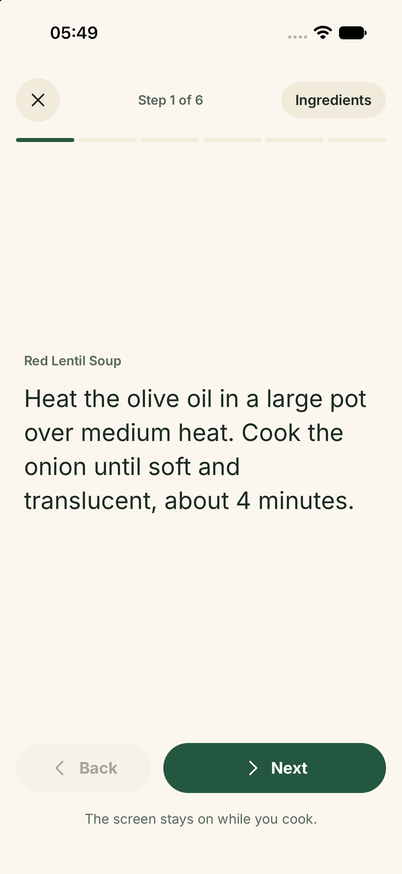 05:49
Step 1 of 6
Ingredients
Red Lentil Soup
Heat the olive oil in a large pot
over medium heat. Cook the
onion until soft and
translucent, about 4 minutes.
Back
Next
The screen stays on while you cook.